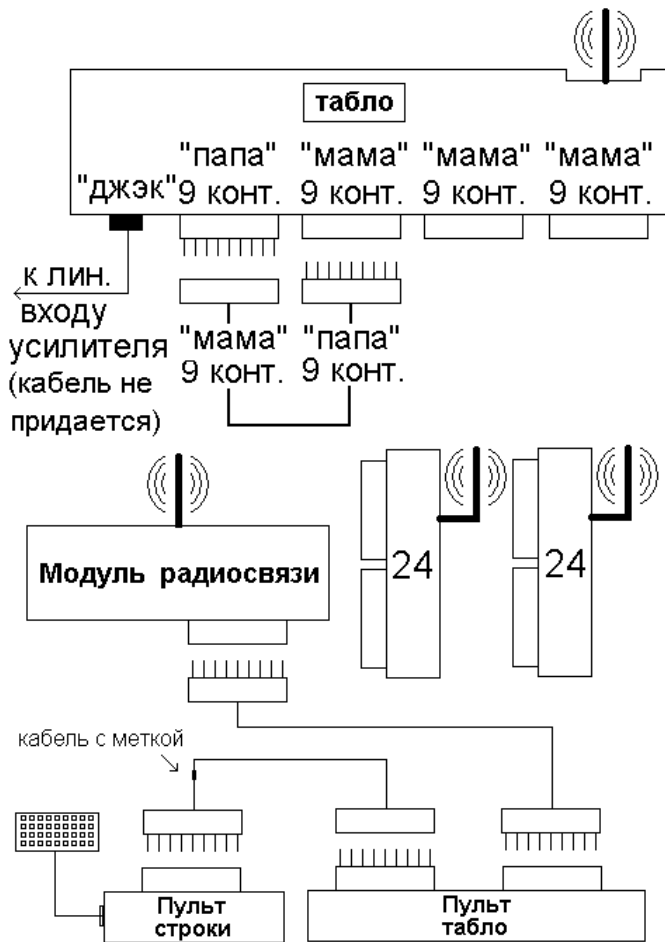 табло
"папа" "мама" "мама" "мама"
"джэк" 9 конт. 9 конт. 9 конт. 9 конт.
к лин.
входу
усилителя
(кабель не
придается)
"мама" "папа"
9 конт. 9 конт.
Модуль радиосвязи
24
24
кабель с меткой
Пульт
строки
Пульт
табло